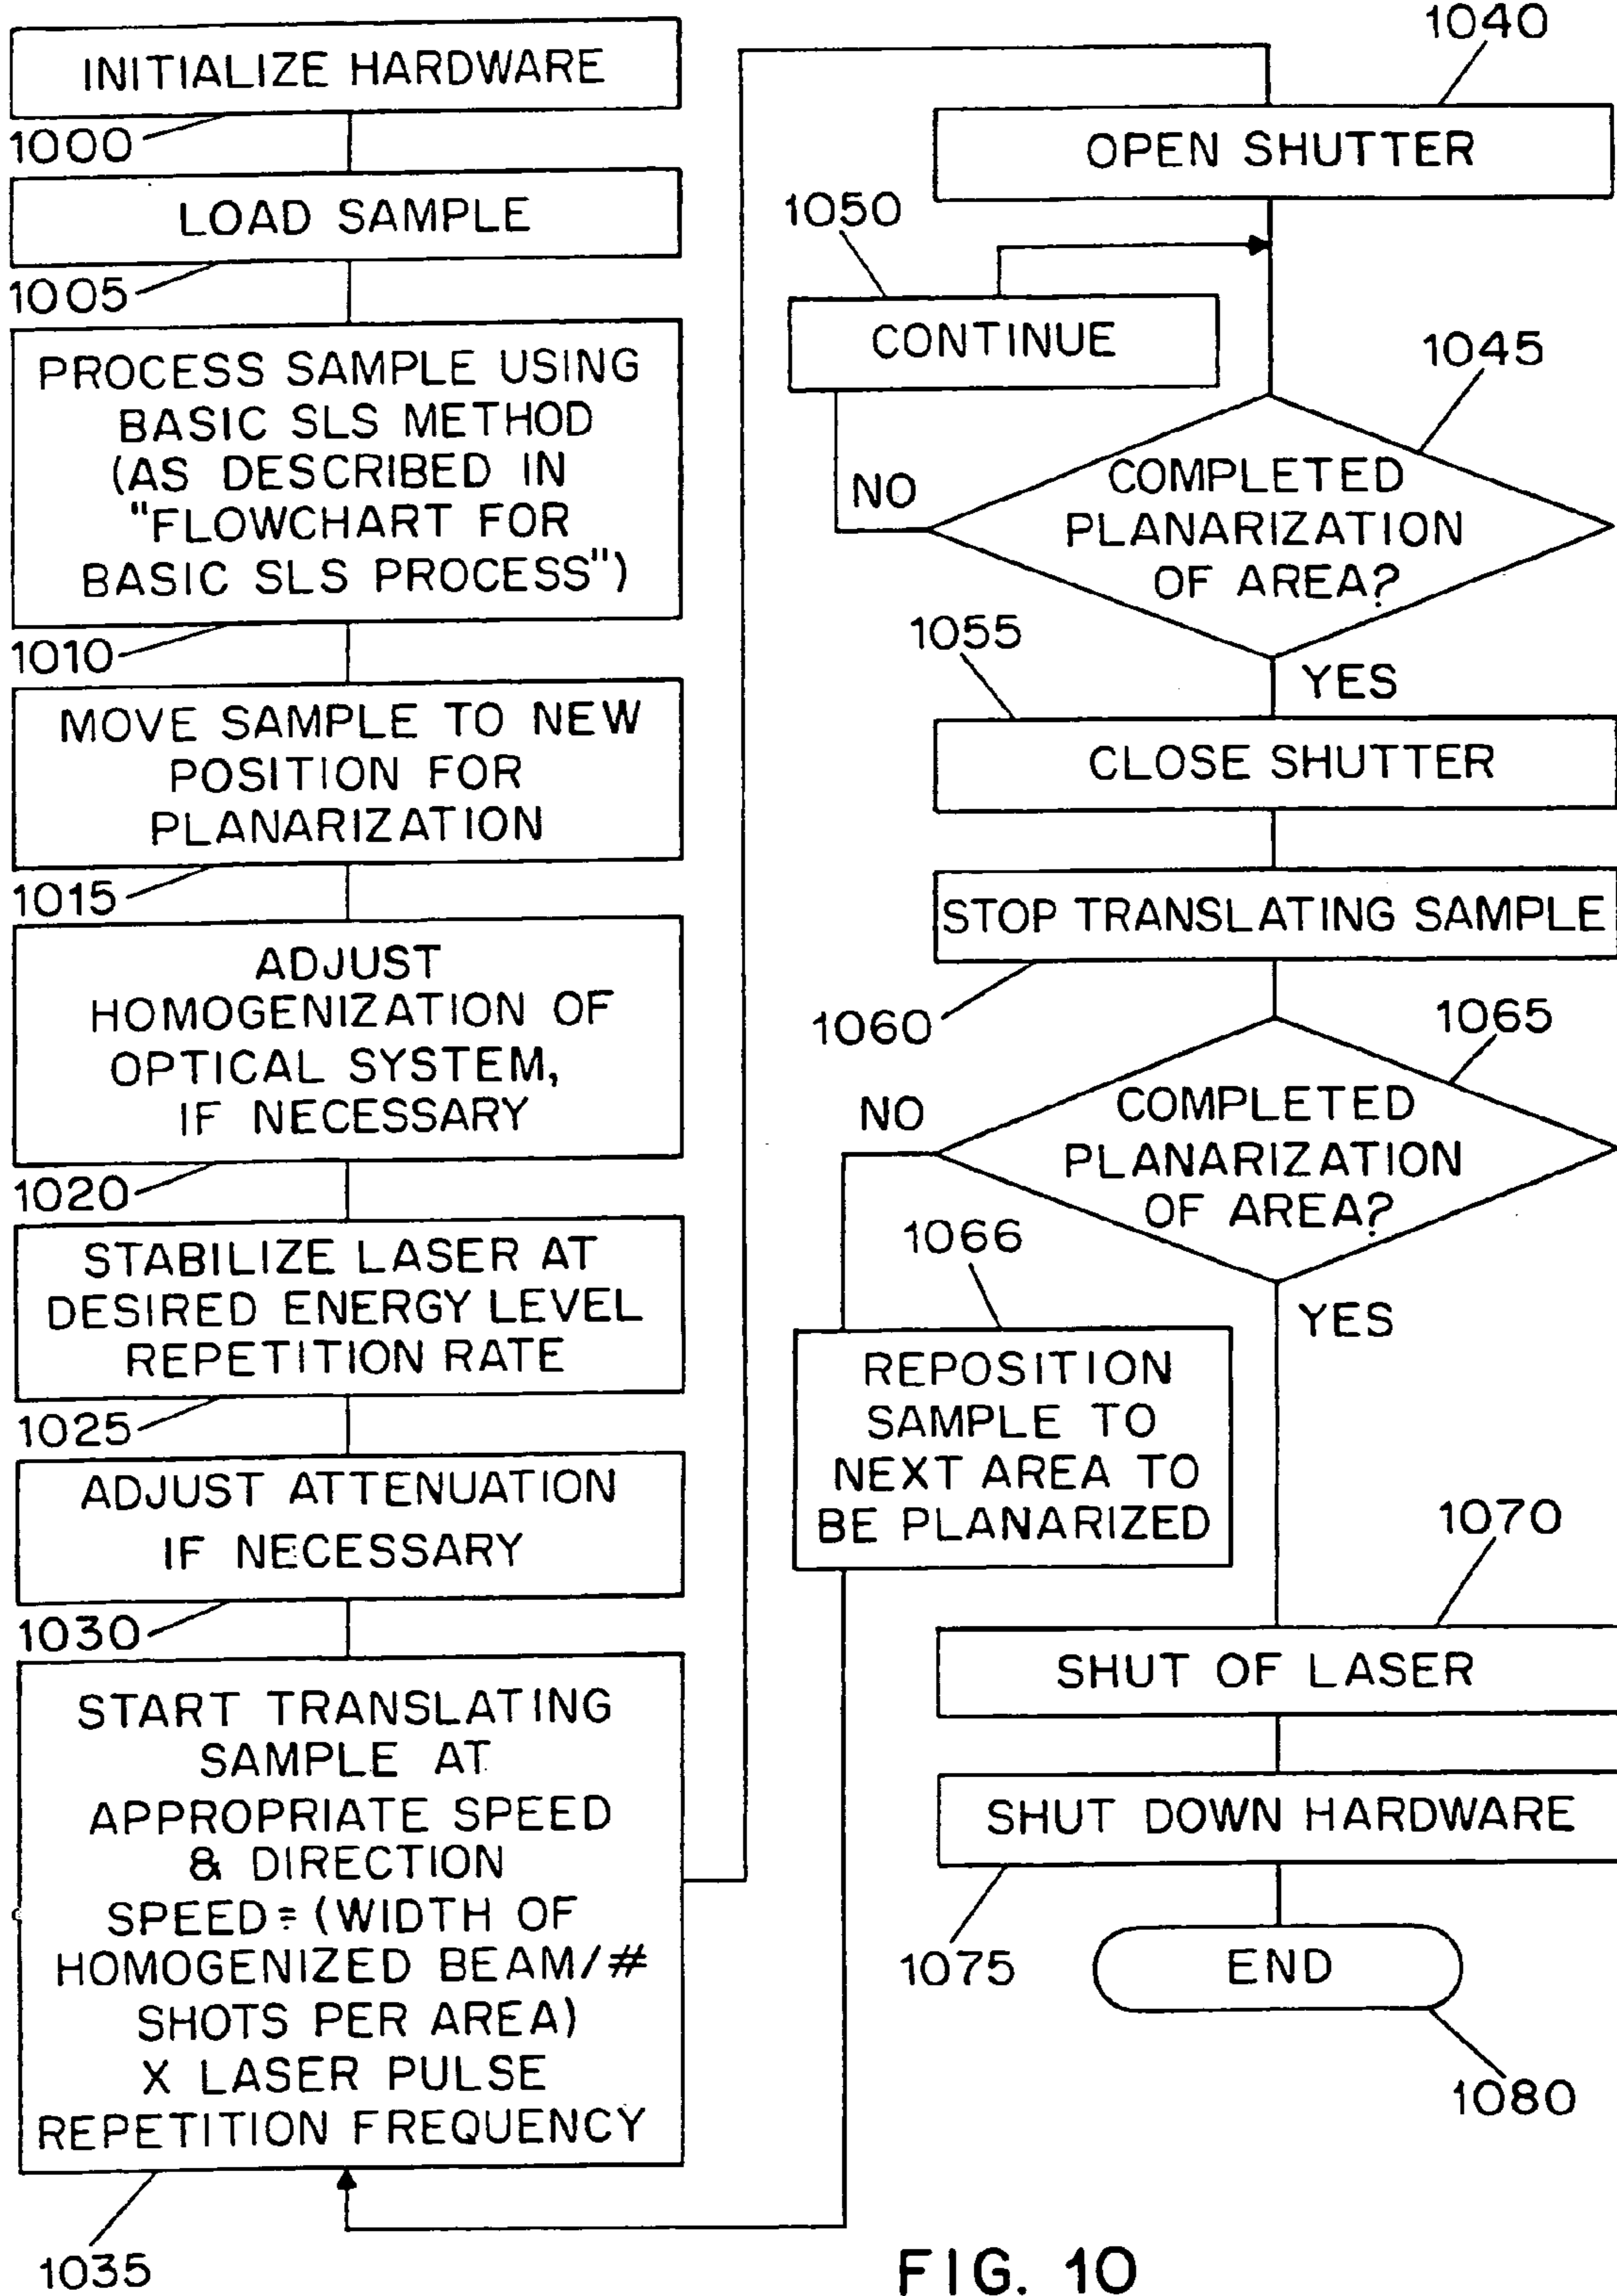 INITIALIZE HARDWARE
1000
LOAD SAMPLE
1005
PROCESS SAMPLE USING
BASIC SLS METHOD
(AS DESCRIBED IN
"FLOWCHART FOR
BASIC SLS PROCESS")
1010
MOVE SAMPLE TO NEW
POSITION FOR
PLANARIZATION
1015
ADJUST
HOMOGENIZATION OF
OPTICAL SYSTEM,
IF NECESSARY
1020
STABILIZE LASER AT
DESIRED ENERGY LEVEL
REPETITION RATE
1025
ADJUST ATTENUATION
IF NECESSARY
1030
START TRANSLATING
SAMPLE AT
APPROPRIATE SPEED
& DIRECTION
SPEED=(WIDTH OF
HOMOGENIZED BEAM/#
SHOTS PER AREA)
X LASER PULSE
REPETITION FREQUENCY
1035
1040
OPEN SHUTTER
1050
CONTINUE
1045
COMPLETED
PLANARIZATION
OF AREA?
NO
YES
1055
CLOSE SHUTTER
STOP TRANSLATING SAMPLE
1060
1065
COMPLETED
PLANARIZATION
OF AREA?
NO
YES
1066
REPOSITION
SAMPLE TO
NEXT AREA TO
BE PLANARIZED
1070
SHUT OF LASER
SHUT DOWN HARDWARE
1075
END
1080
FIG. 10